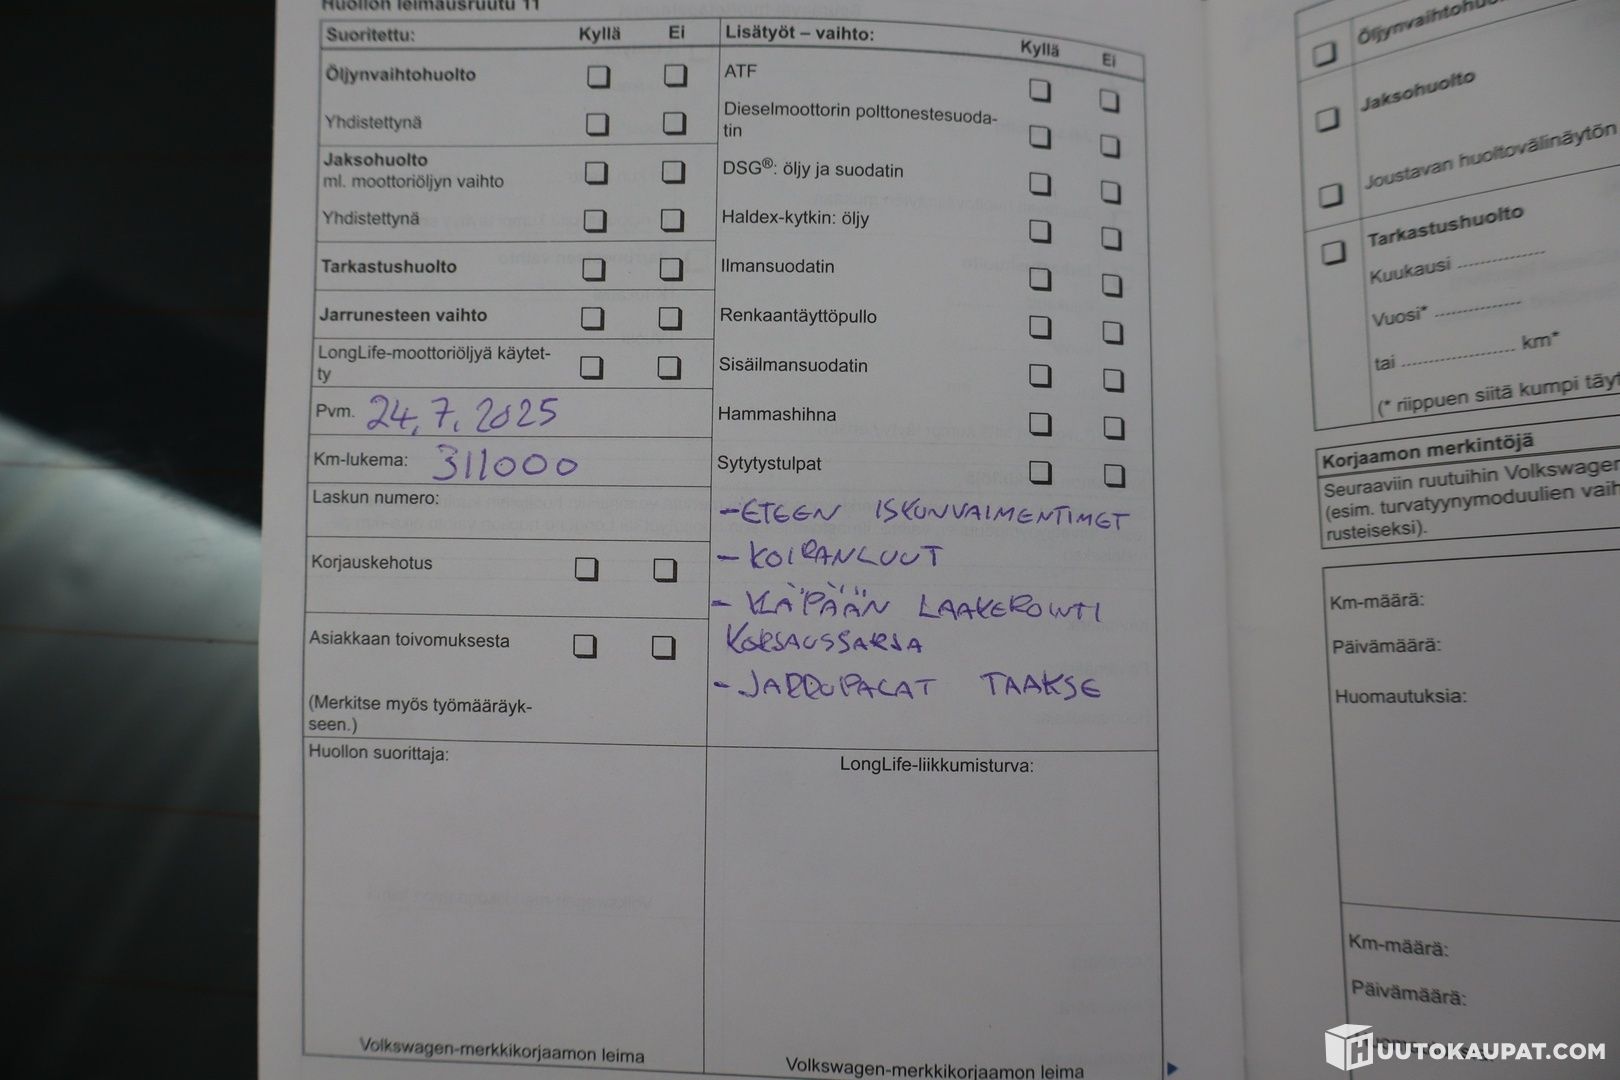 Huollon leimausruutu 11
Suoritettu: Kyllä Ei
Öljynvaihtohuolto
Yhdistettynä
Jaksohuolto
ml. moottoriöljyn vaihto
Yhdistettynä
Tarkastushuolto
Jarrunesteen vaihto
LongLife-moottoriöljyä käytet-
ty
Pvm. 24.7.2025
Km-lukema: 311000
Laskun numero:
Korjauskehotus
Asiakkaan toivomuksesta
(Merkitse myös työmääräyk-
seen.)
Huollon suorittaja:
Volkswagen-merkkikorjaamon leima
Lisätyöt – vaihto: Kyllä Ei
ATF
Dieselmoottorin polttonestesuoda-
tin
DSG®: öljy ja suodatin
Haldex-kytkin: öljy
Ilmansuodatin
Renkaantäyttöpullo
Sisäilmansuodatin
Hammashihna
Sytytystulpat
-ETEEN ISKUNVAIMENTIMET
-KOIRANLUUT
- YLÄPÄÄN LAAKEROINTI
KORJAUSSARJA
-JARRUPALAT TAAKSE
LongLife-liikkumisturva:
Volkswagen-merkkikorjaamon leima
Jaksohuolto
Joustavan huoltovälinäytön
Tarkastushuolto
Kuukausi ...............
Vuosi* ...............
tai ................... km*
(* riippuen siitä kumpi
Korjaamon merkintöjä
Seuraaviin ruutuihin Volkswagen
(esim. turvatyynymoduulien
rusteiseksi).
Km-määrä:
Päivämäärä:
Huomautuksia:
Km-määrä:
Päivämäärä:
HUUTOKAUPAT.COM